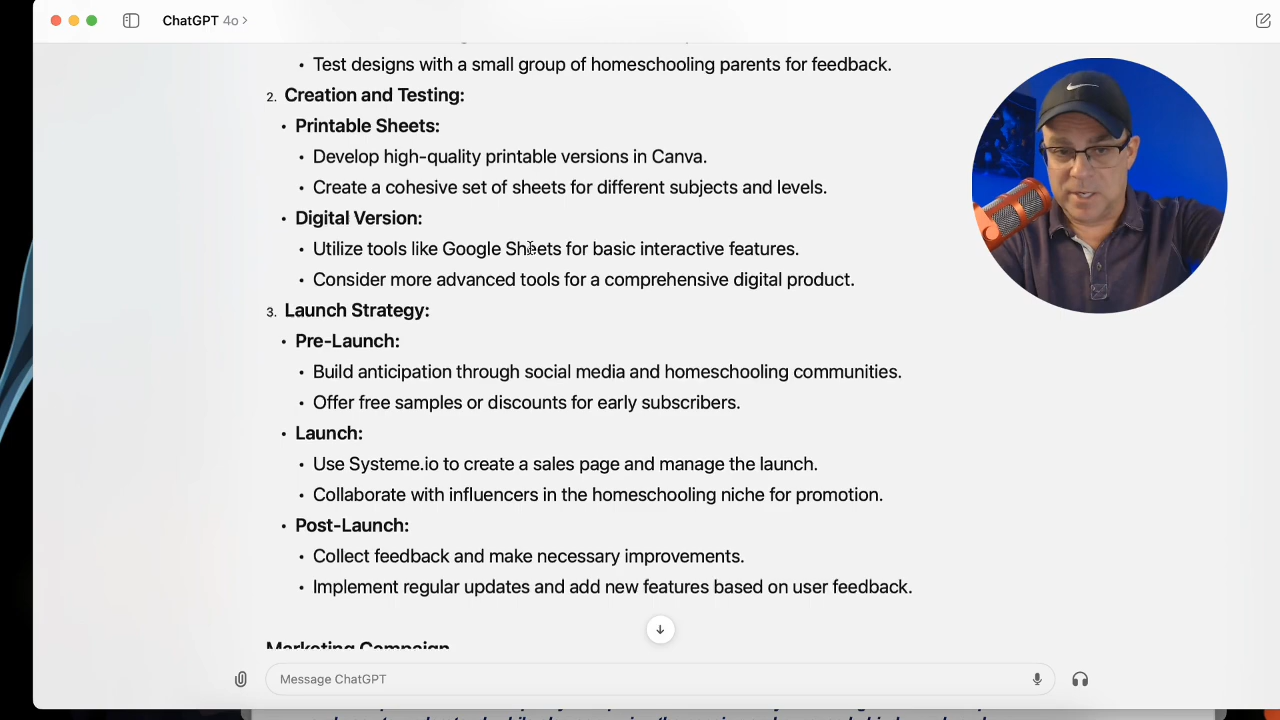 ChatGPT 4o >
• Test designs with a small group of homeschooling parents for feedback.
2. Creation and Testing:
• Printable Sheets:
• Develop high-quality printable versions in Canva.
• Create a cohesive set of sheets for different subjects and levels.
• Digital Version:
• Utilize tools like Google Sheets for basic interactive features.
• Consider more advanced tools for a comprehensive digital product.
3. Launch Strategy:
• Pre-Launch:
• Build anticipation through social media and homeschooling communities.
• Offer free samples or discounts for early subscribers.
• Launch:
• Use Systeme.io to create a sales page and manage the launch.
• Collaborate with influencers in the homeschooling niche for promotion.
• Post-Launch:
• Collect feedback and make necessary improvements.
• Implement regular updates and add new features based on user feedback.
Marketing Campaign
Message ChatGPT